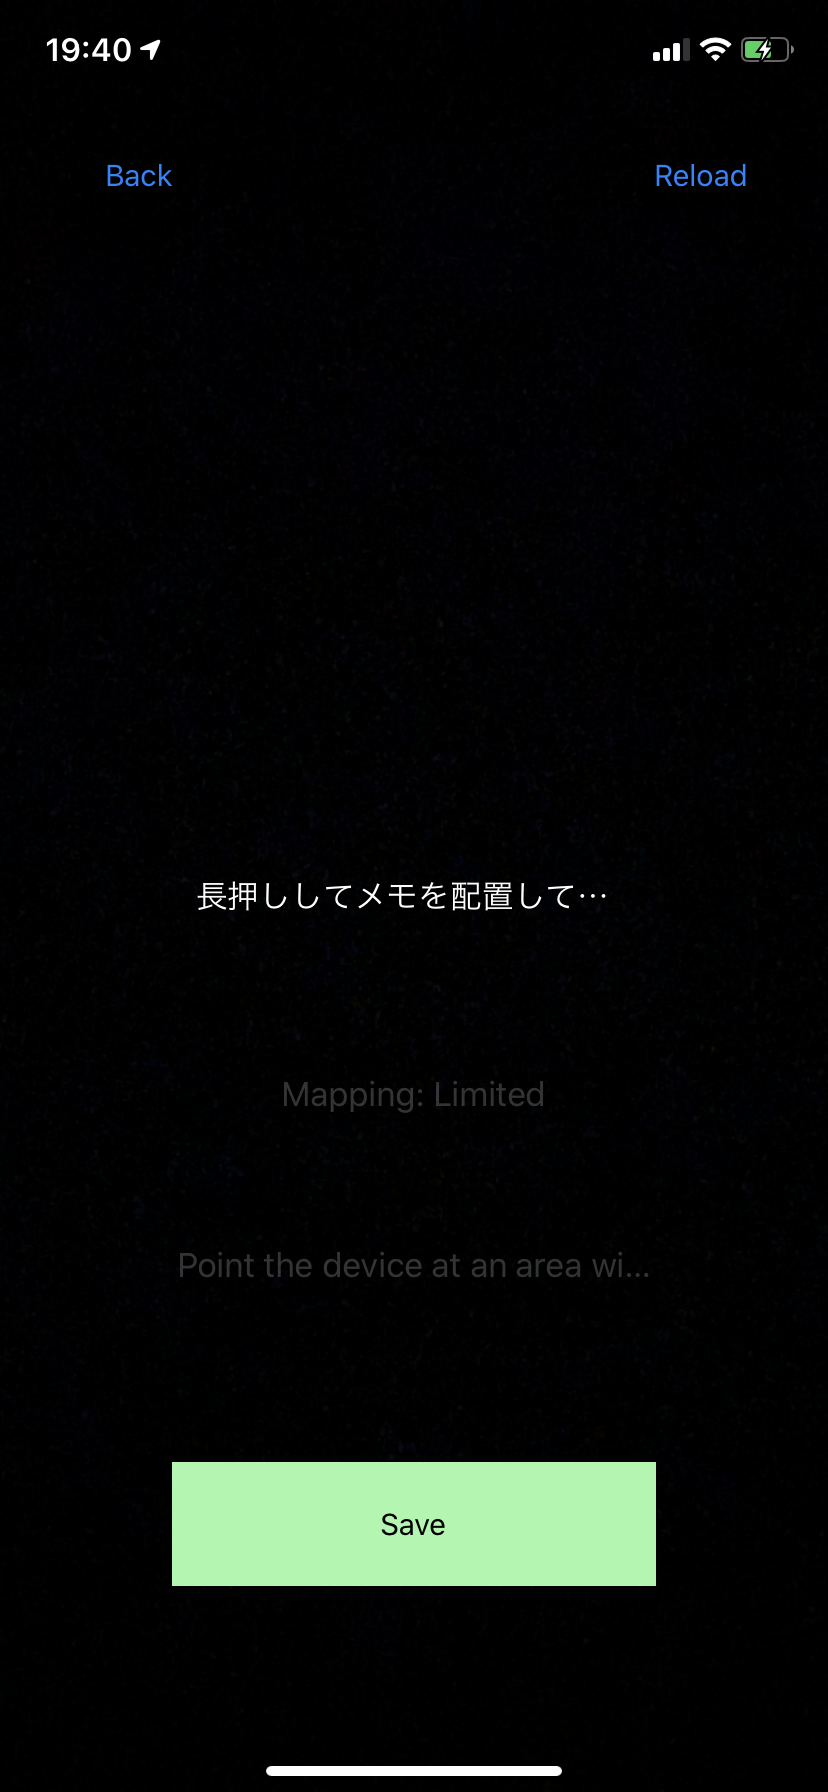 19:40
Back
Reload
長押ししてメモを配置して…
Mapping: Limited
Point the device at an area wi...
Save